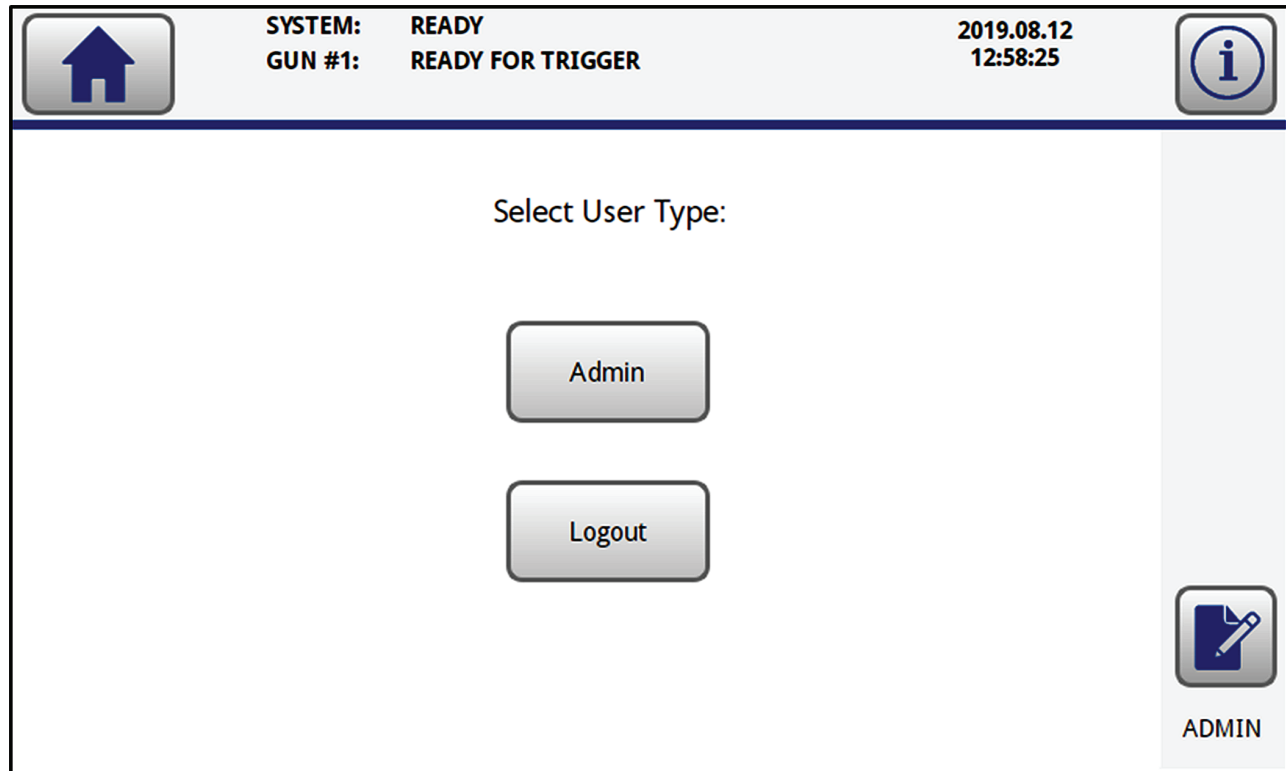 SYSTEM: READY
GUN #1: READY FOR TRIGGER
2019.08.12
12:58:25
i
Select User Type:
Admin
Logout
ADMIN